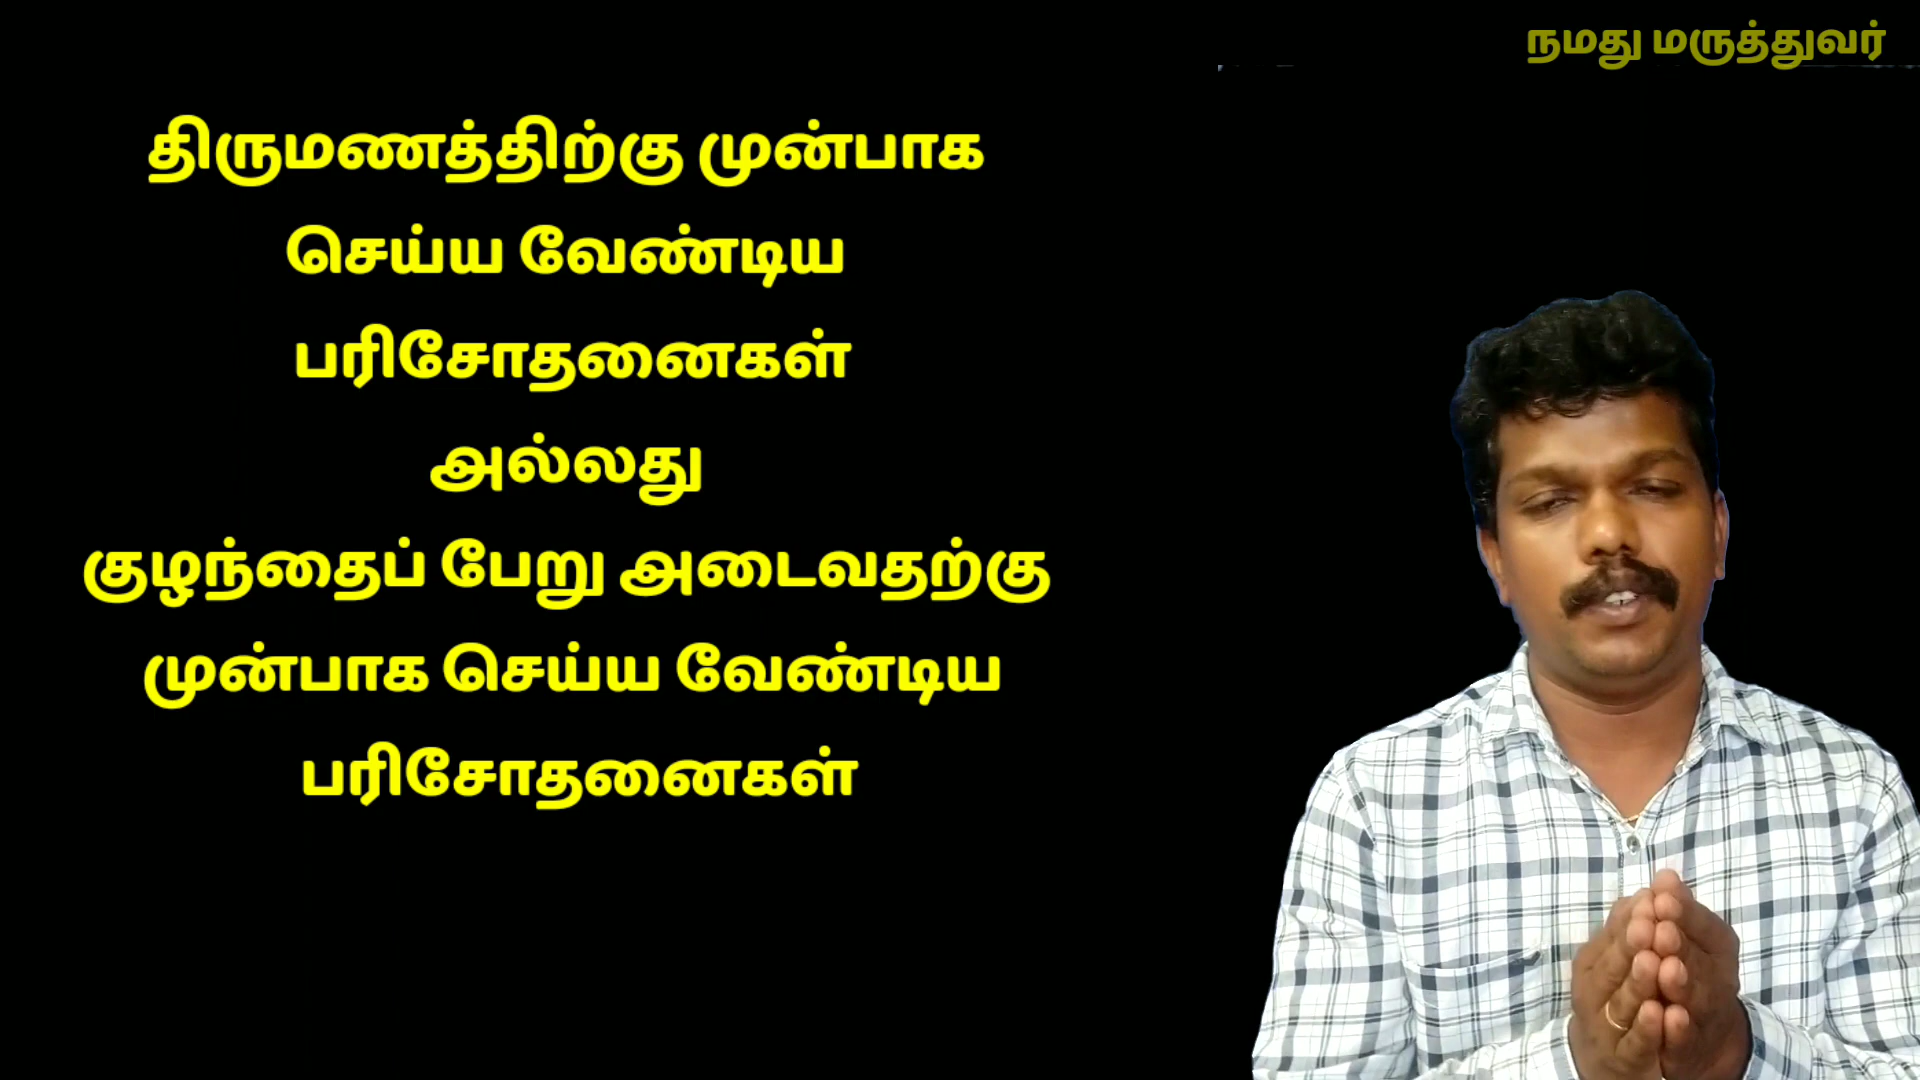 நமது மருத்துவர்
திருமணத்திற்கு முன்பாக
செய்ய வேண்டிய
பரிசோதனைகள்
அல்லது
குழந்தைப் பேறு அடைவதற்கு
முன்பாக செய்ய வேண்டிய
பரிசோதனைகள்